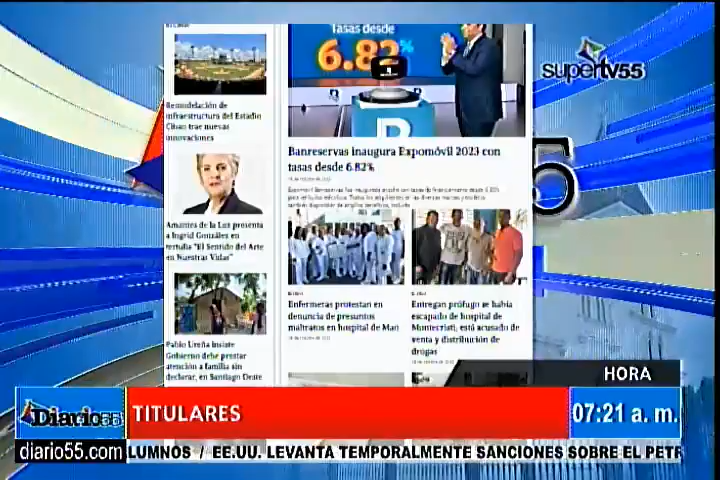 Tasas desde
6.82%
supertv55
Remodelación de
infraestructura del Estadio
Cibao trae nuevas
innovaciones
Banreservas inaugura Expomóvil 2023 con
tasas desde 6.82%
Amantes de la Luz presenta
a Ingrid González en
tertulia "El Sentido del Arte
en Nuestras Vidas"
5
Enfermeras protestan en
denuncia de presuntos
maltratos en hospital de Mao
Entregan prófugo se había
escapado de hospital de
Montecristi, está acusado de
venta y distribución de
drogas
Pablo Ureña insiste
Gobierno debe prestar
atención a familia sin
declarar, en Santiago Oeste
HORA
Diario55
TITULARES
07:21 a. m.
diario55.com
LUMNOS / EE.UU. LEVANTA TEMPORALMENTE SANCIONES SOBRE EL PETR